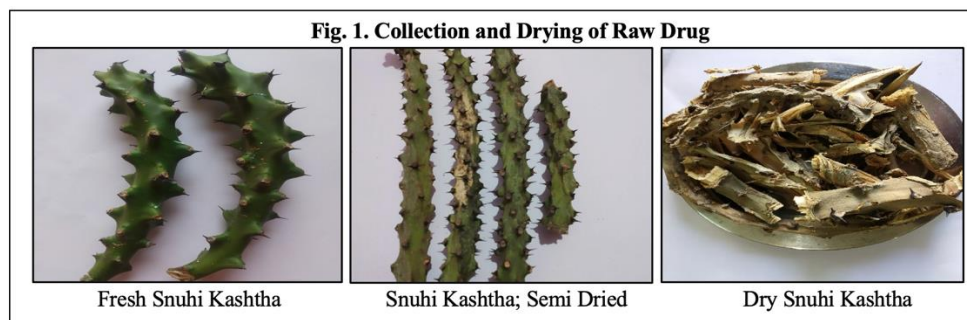 Fig. 1. Collection and Drying of Raw Drug
Fresh Snuhi Kashtha
Snuhi Kashtha; Semi Dried
Dry Snuhi Kashtha